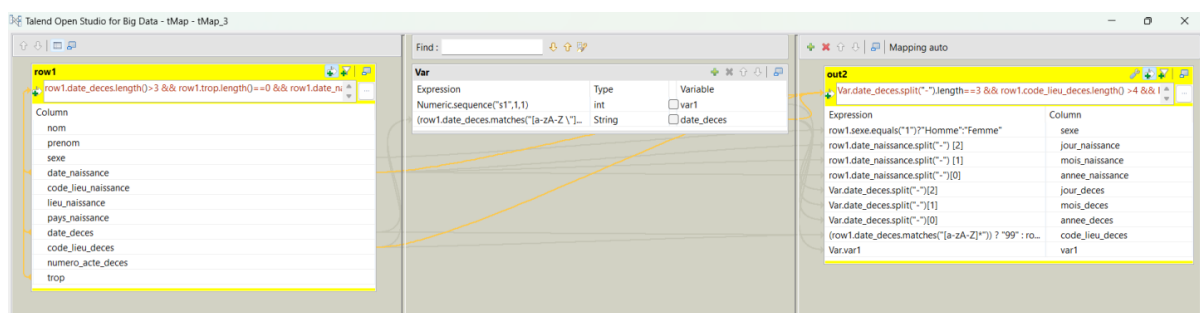 Talend Open Studio for Big Data - tMap - tMap_3
Find :
Mapping auto
row1
row1.date_deces.length()>3 && row1.trop.length()==0 && row1.date_na
...
Column
nom
prenom
sexe
date_naissance
code_lieu_naissance
lieu_naissance
pays_naissance
date_deces
code_lieu_deces
numero_acte_deces
trop
Var
Expression Type Variable
Numeric.sequence("s1",1,1) int var1
(row1.date_deces.matches("[a-zA-Z \"]... String date_deces
out2
Var.date_deces.split("-").length==3 && row1.code_lieu_deces.length() >4 &&
...
Expression Column
row1.sexe.equals("1")?"Homme":"Femme" sexe
row1.date_naissance.split("-") [2] jour_naissance
row1.date_naissance.split("-") [1] mois_naissance
row1.date_naissance.split("-")[0] annee_naissance
Var.date_deces.split("-")[2] jour_deces
Var.date_deces.split("-")[1] mois_deces
Var.date_deces.split("-")[0] annee_deces
(row1.date_deces.matches("[a-zA-Z]*")) ? "99" : ro... code_lieu_deces
Var.var1 var1